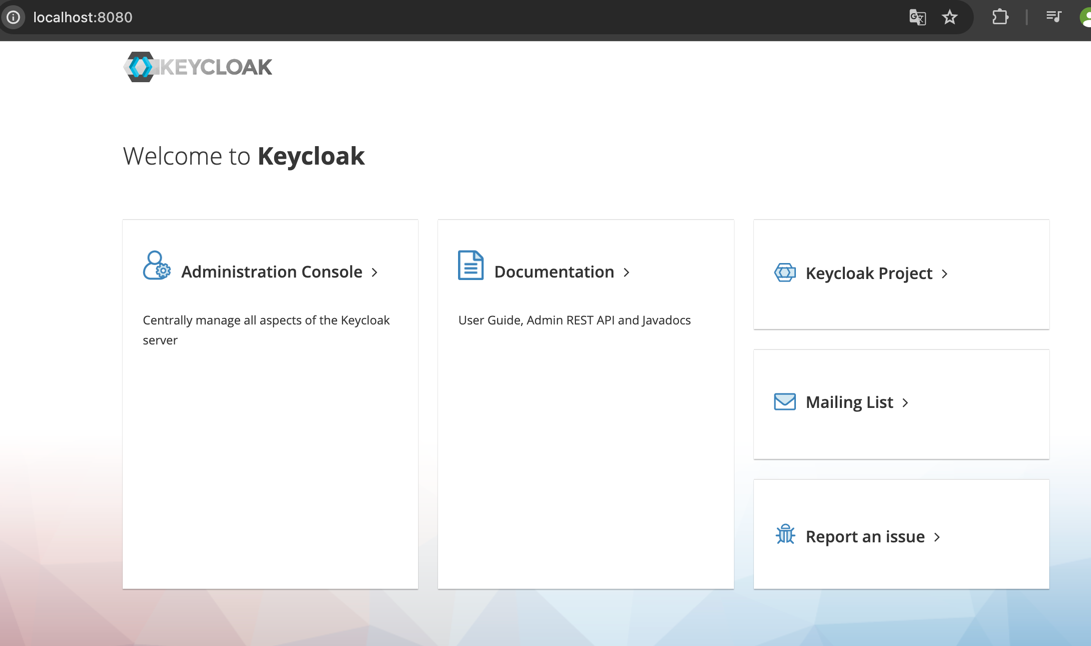 localhost:8080
KEYCLOAK
Welcome to Keycloak
Administration Console
Centrally manage all aspects of the Keycloak
server
Documentation
User Guide, Admin REST API and Javadocs
Keycloak Project
Mailing List
Report an issue